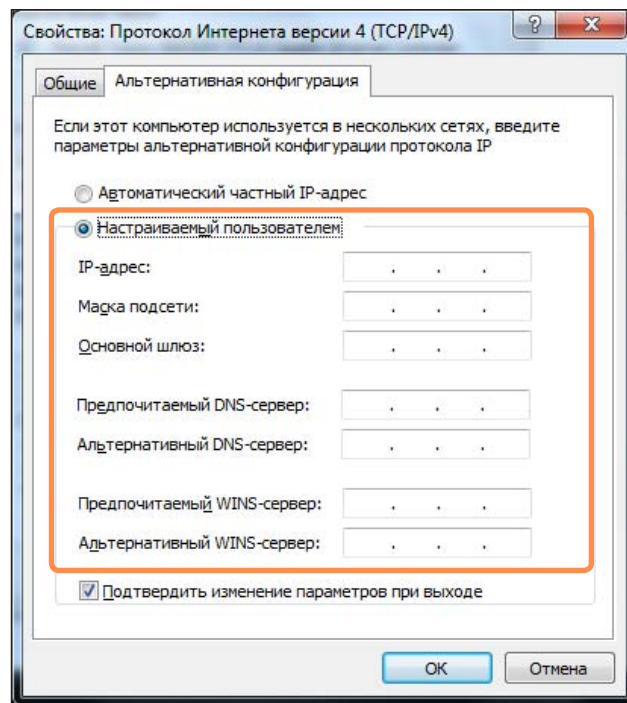 Свойства: Протокол Интернета версии 4 (TCP/IPv4)
Общие
Альтернативная конфигурация
Если этот компьютер используется в нескольких сетях, введите
параметры альтернативной конфигурации протокола IP
Автоматический частный IP-адрес
Настраиваемый пользователем
IP-адрес:
Маска подсети:
Основной шлюз:
Предпочитаемый DNS-сервер:
Альтернативный DNS-сервер:
Предпочитаемый WINS-сервер:
Альтернативный WINS-сервер:
Подтвердить изменение параметров при выходе
OK
Отмена